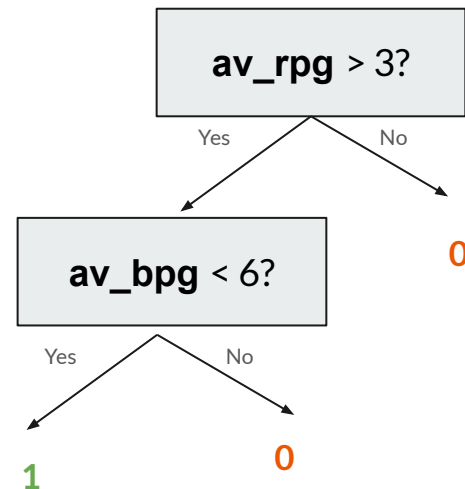 av_rpg > 3?
Yes
No
0
av_bpg < 6?
Yes
No
1
0